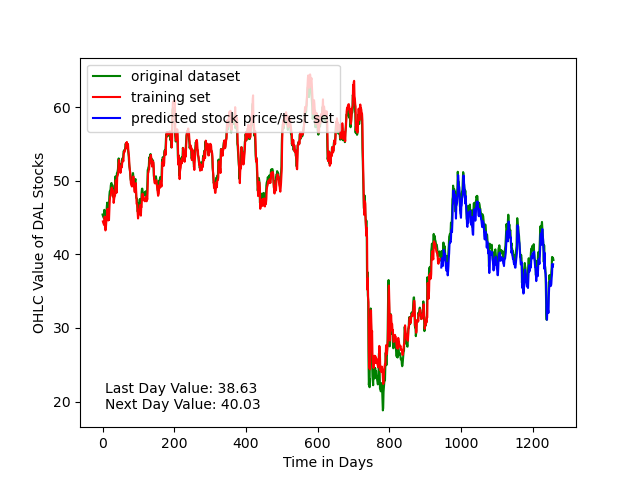 original dataset
training set
predicted stock price/test set
60
50
40
30
20
OHLC Value of DAL Stocks
Last Day Value: 38.63
Next Day Value: 40.03
0 200 400 600 800 1000 1200
Time in Days